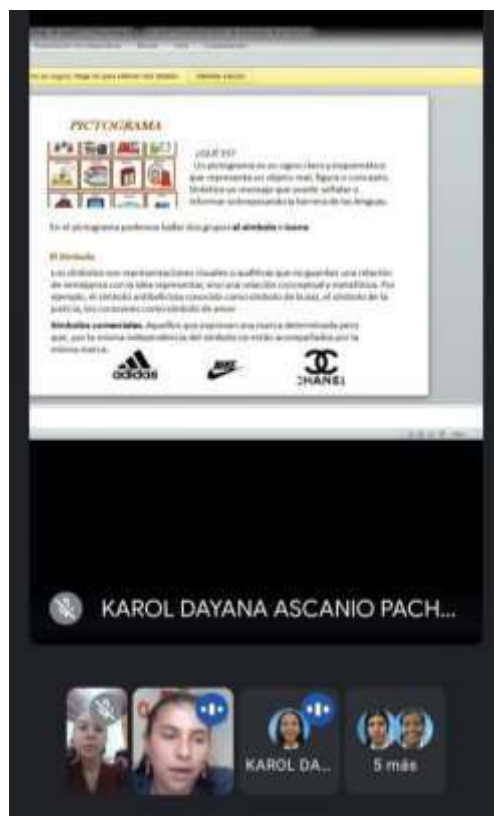 PICTOGRAMA
¿QUÉ ES?
Un pictograma es un signo claro y esquemático
que representa un objeto real, figura o concepto.
Sintetiza un mensaje que puede señalar o
informar sobrepasando la barrera de las lenguas.
En el pictograma podemos hallar dos grupos el símbolo e icono
El Símbolo
Los símbolos son representaciones visuales o auditivas que no guardan una relación
de semejanza con la idea representar, sino una relación conceptual y metafórica. Por
ejemplo, el símbolo antibelicista conocido como símbolo de la paz, el símbolo de la
justicia, los corazones como símbolo de amor
Símbolos comerciales. Aquellos que expresan una marca determinada pero
que, por la misma independencia del símbolo no están acompañados por la
misma marca.
adidas
NIKE
CHANEL
KAROL DAYANA ASCANIO PACH...
KAROL DA...
5 más